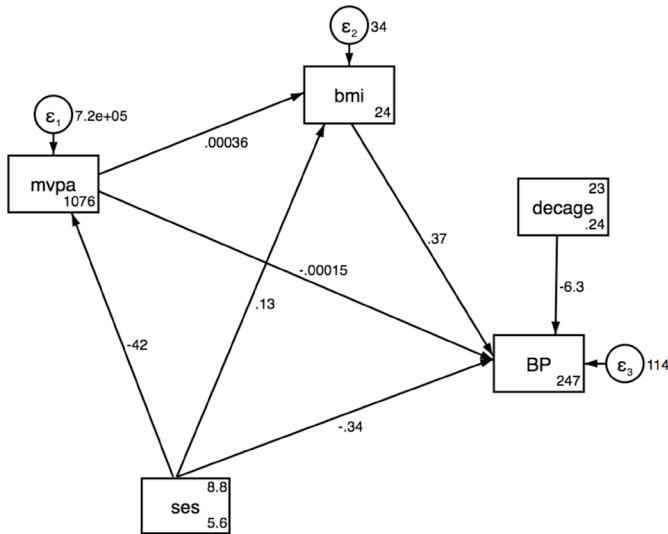 ε2 34
bmi
24
ε1 7.2e+05
.00036
mvpa
1076
23
decage
.24
.37
-.00015
-6.3
.13
-42
BP
247
ε3 114
-.34
8.8
ses
5.6